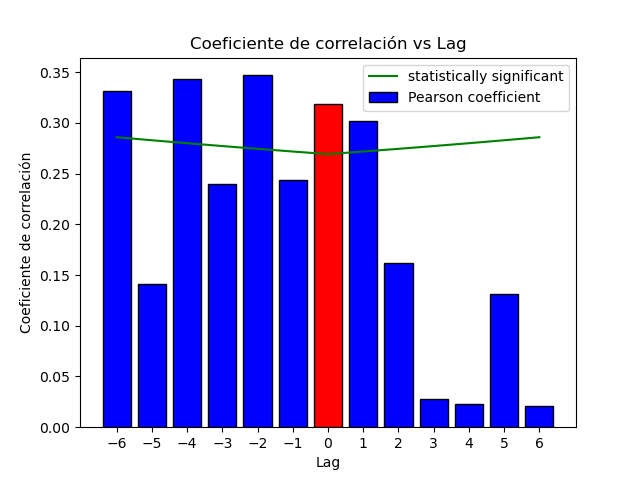 Coeficiente de correlación vs Lag
statistically significant
Pearson coefficient
Coeficiente de correlación
0.35
0.30
0.25
0.20
0.15
0.10
0.05
0.00
−6 −5 −4 −3 −2 −1 0 1 2 3 4 5 6
Lag